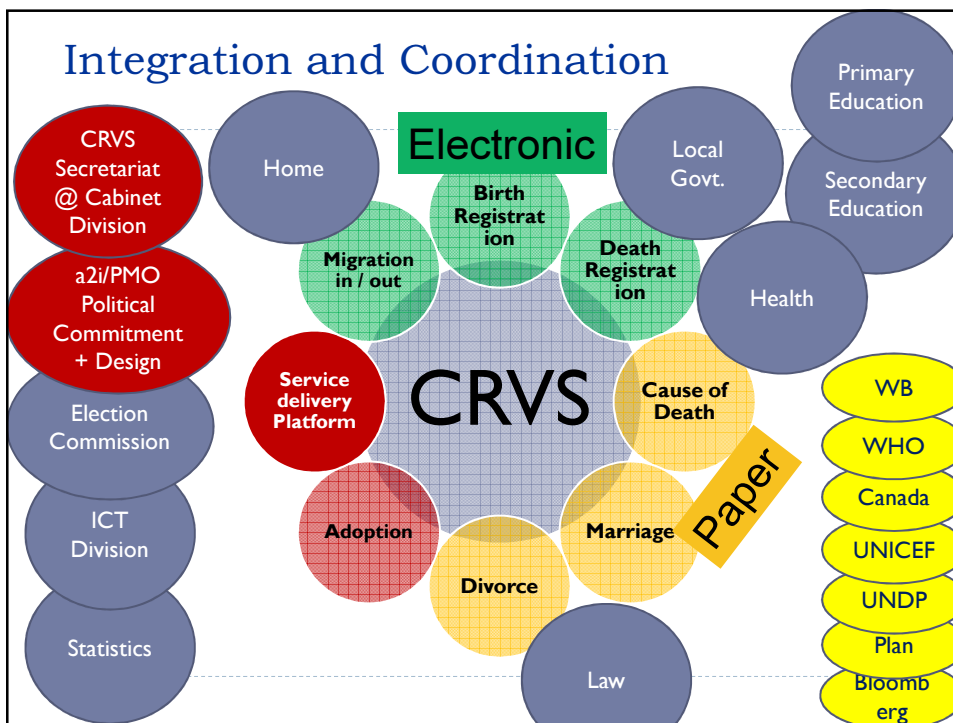 Integration and Coordination
CRVS
Secretariat
@ Cabinet
Division
a2i/PMO
Political
Commitment
+ Design
Election
Commission
ICT
Division
Statistics
Home
Electronic
Birth
Registrat
ion
Death
Registrat
ion
Migration
in / out
Service
delivery
Platform
CRVS
Cause of
Death
Adoption
Marriage
Divorce
Paper
Local
Govt.
Primary
Education
Secondary
Education
Health
Law
WB
WHO
Canada
UNICEF
UNDP
Plan
Bloomb
erg